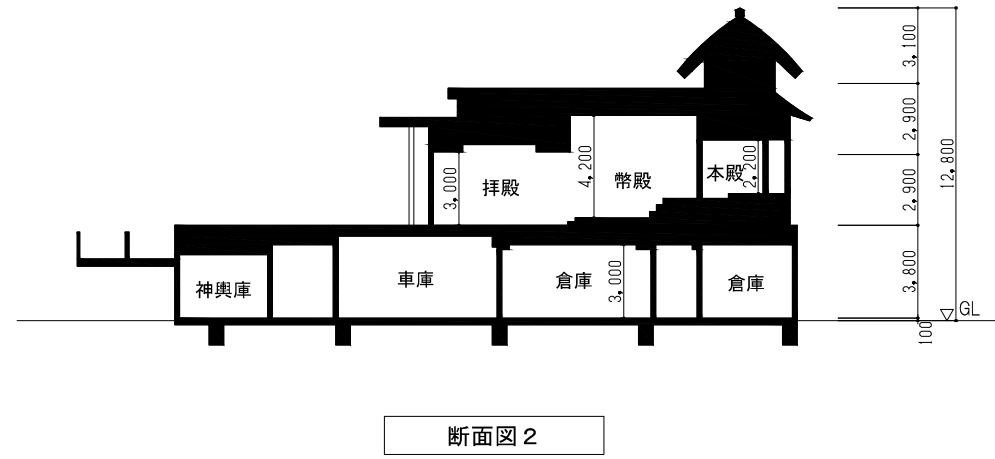 3,100
2,900
12,800
本殿
2,200
4,200
幣殿
拝殿
3,000
2,900
神輿庫
車庫
倉庫
3,000
倉庫
3,800
GL
100
断面図2